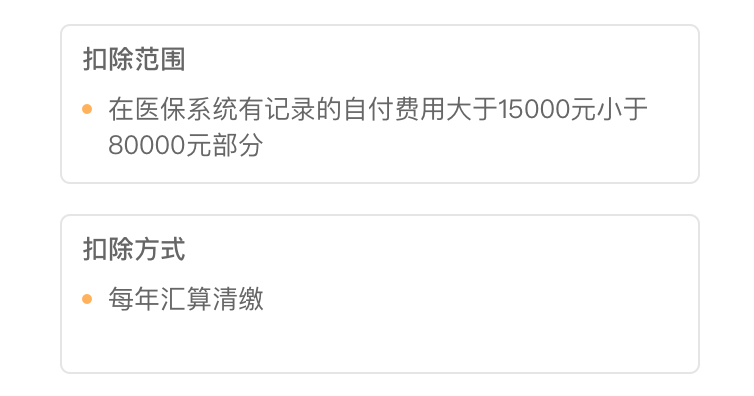 扣除范围
在医保系统有记录的自付费用大于15000元小于
80000元部分
扣除方式
每年汇算清缴